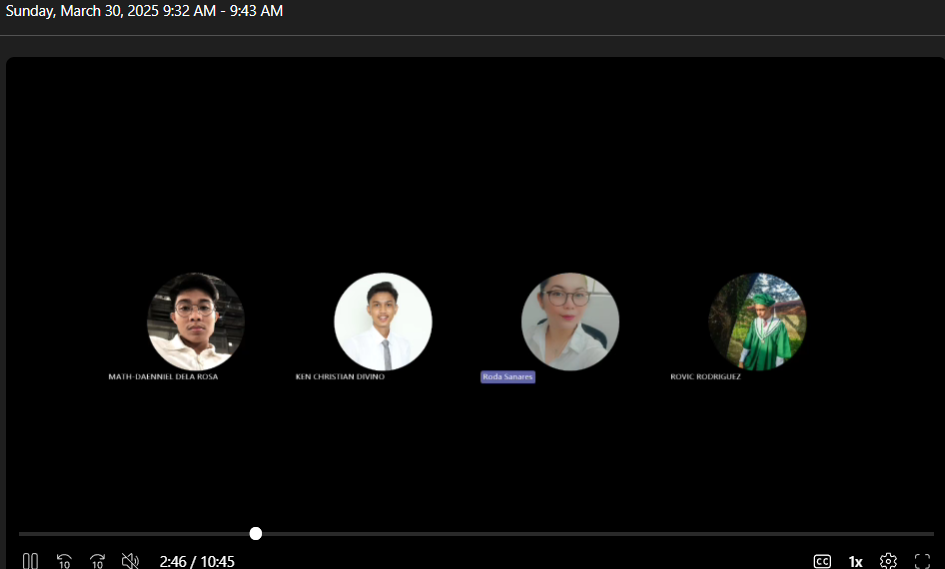 Sunday, March 30, 2025 9:32 AM - 9:43 AM
MATH-DAENNIEL DELA ROSA
KEN CHRISTIAN DIVINO
Roda Sanares
ROVIC RODRIGUEZ
10 10 2:46 / 10:45 CC 1x